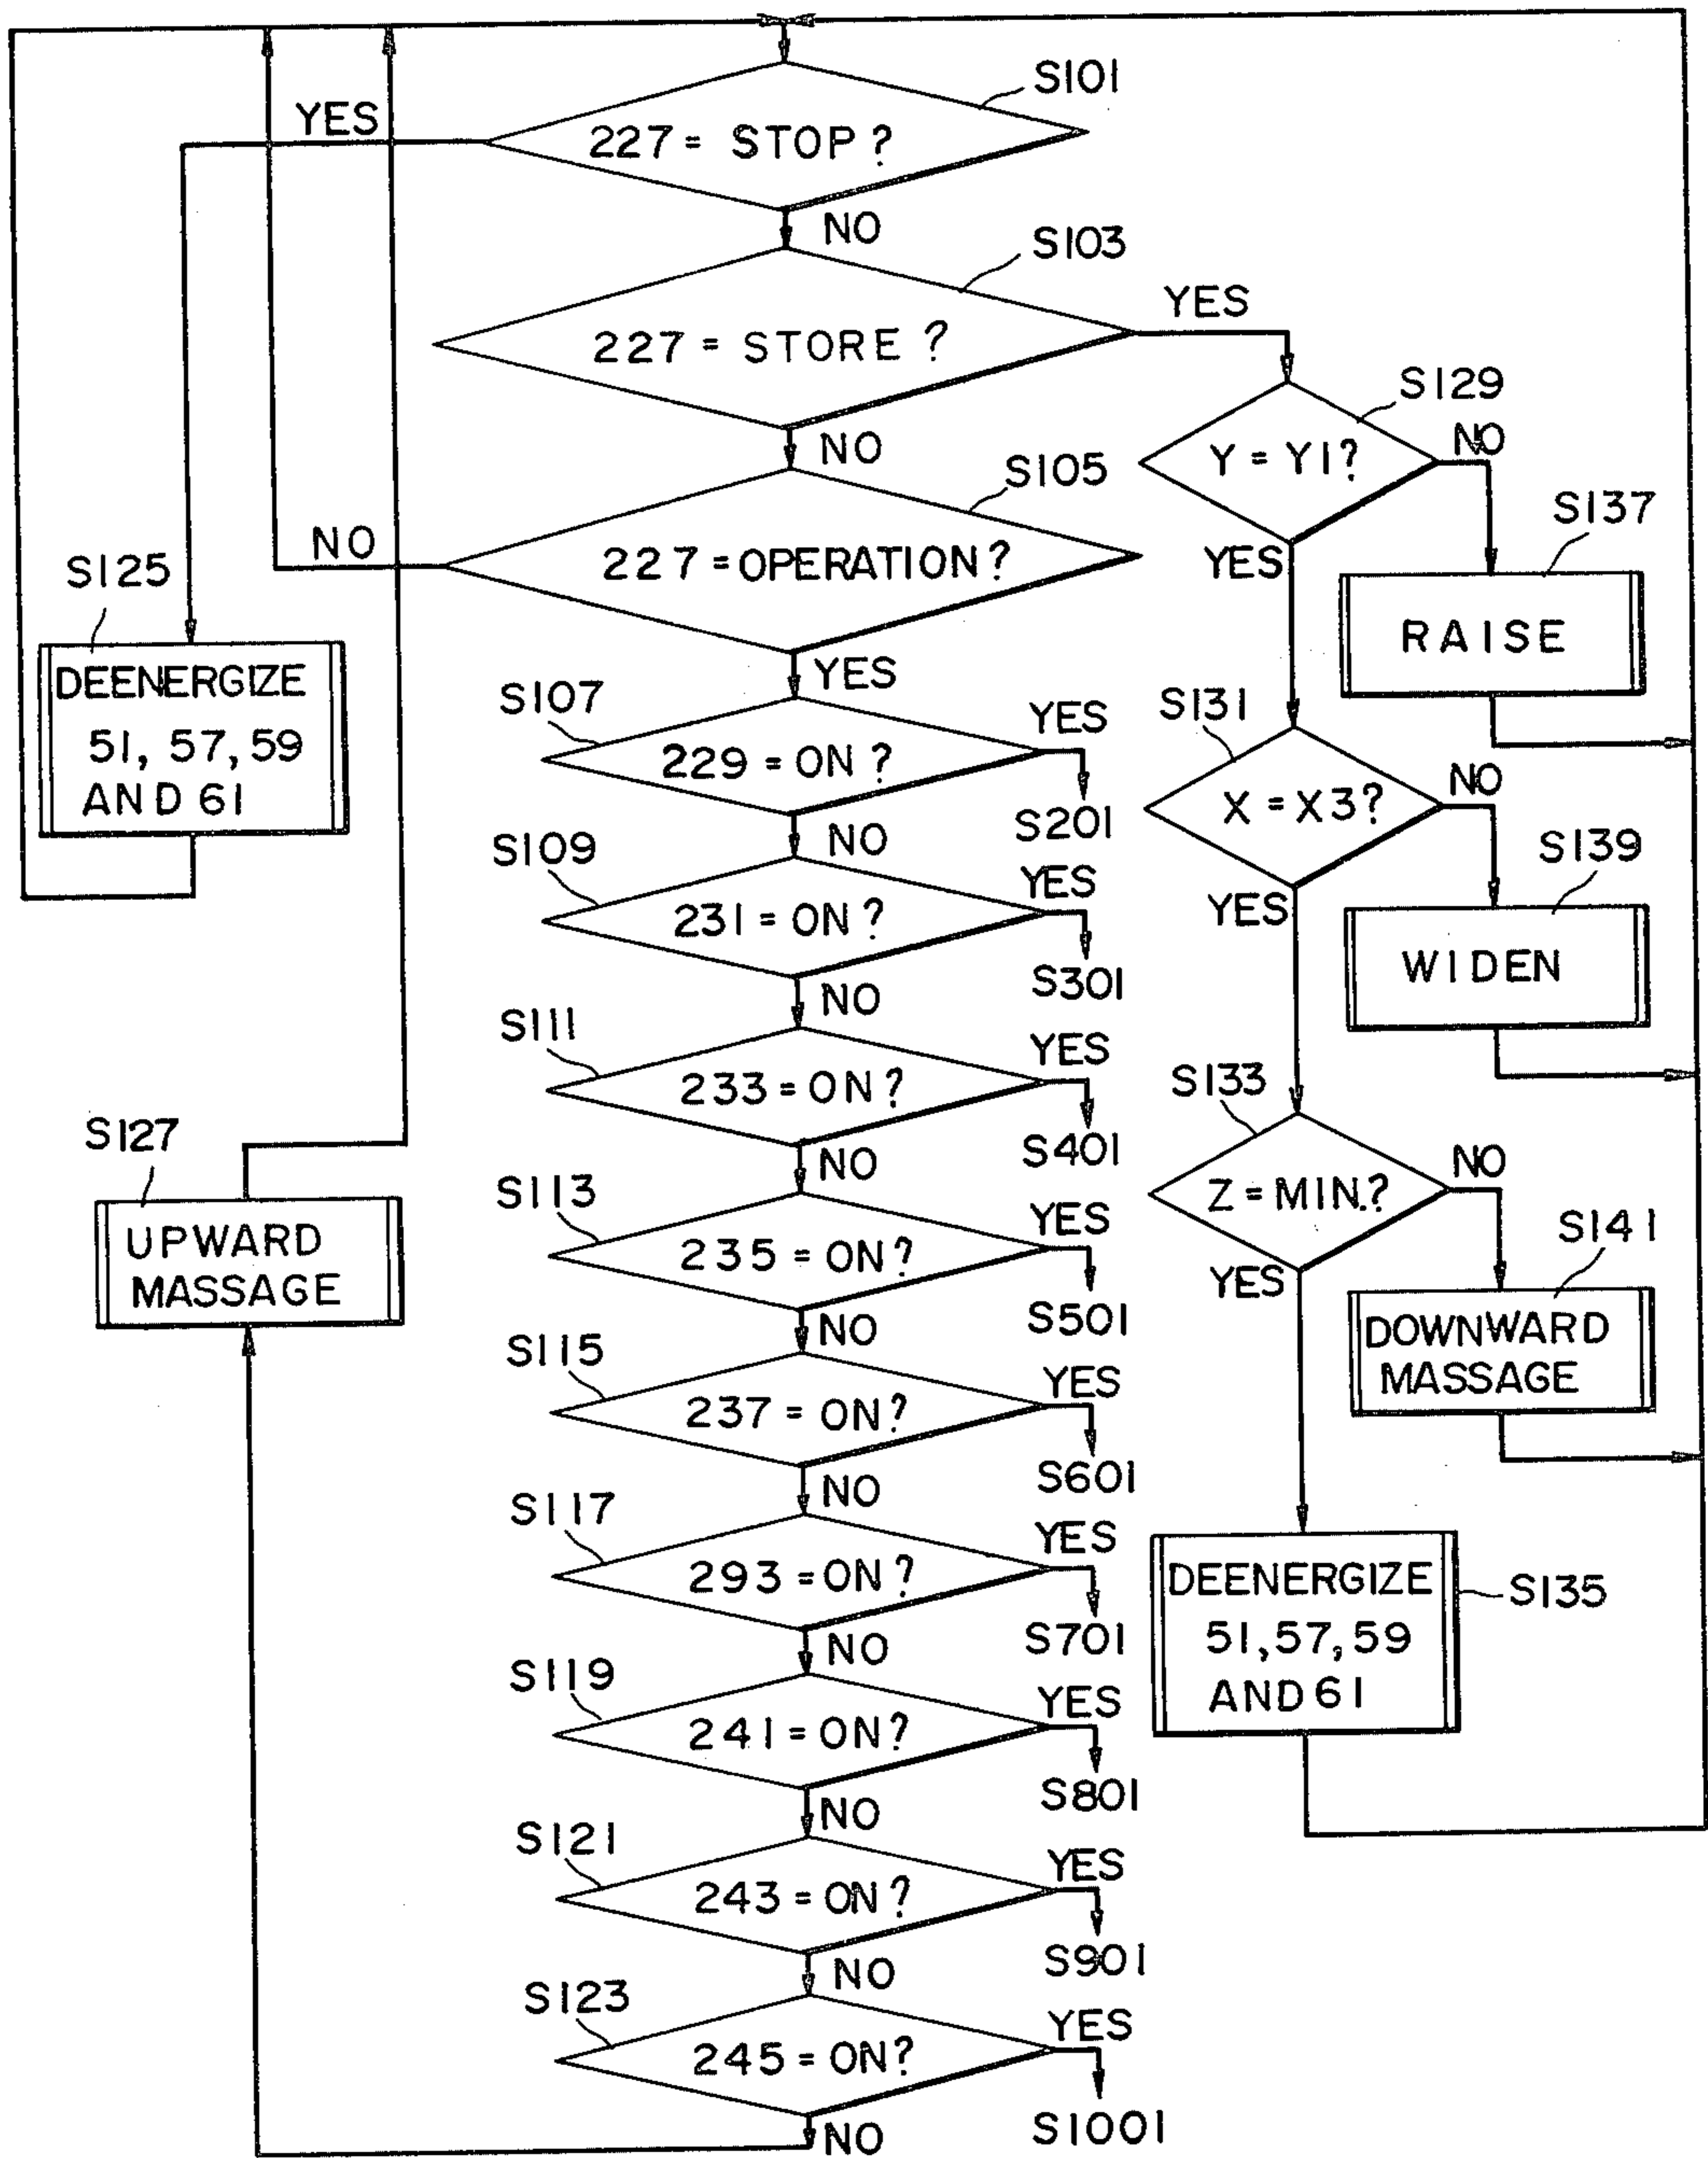 S101
YES
227 = STOP ?
NO
S103
YES
227 = STORE ?
S129
NO
NO
Y = Y1?
S105
S137
NO
227 = OPERATION ?
YES
S125
RAISE
DEENERGIZE
51, 57, 59
AND 61
YES
S107
YES
S131
229 = ON ?
NO
X = X3?
S201
NO
S109
YES
S139
231 = ON ?
YES
WIDEN
S301
NO
S111
YES
S133
233 = ON ?
S127
S401
NO
NO
Z = MIN.?
S113
YES
UPWARD
MASSAGE
235 = ON ?
S141
YES
S501
NO
DOWNWARD
MASSAGE
S115
YES
237 = ON ?
S601
NO
S117
YES
293 = ON ?
DEENERGIZE
51, 57, 59
AND 61
S135
S701
NO
S119
YES
241 = ON ?
S801
NO
S121
YES
243 = ON ?
S901
NO
S123
YES
245 = ON ?
S1001
NO